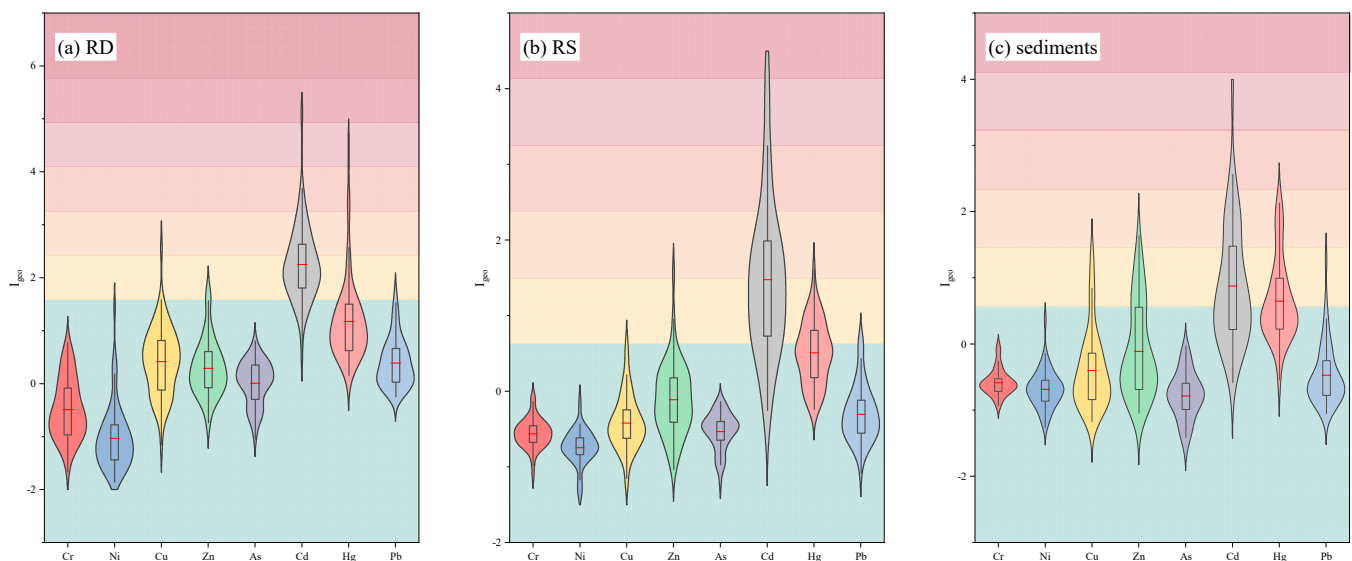 (a) RD
6
4
2
0
-2
Igeo
Cr Ni Cu Zn As Cd Hg Pb
(b) RS
4
2
0
-2
Igeo
Cr Ni Cu Zn As Cd Hg Pb
(c) sediments
4
2
0
-2
Igeo
Cr Ni Cu Zn As Cd Hg Pb